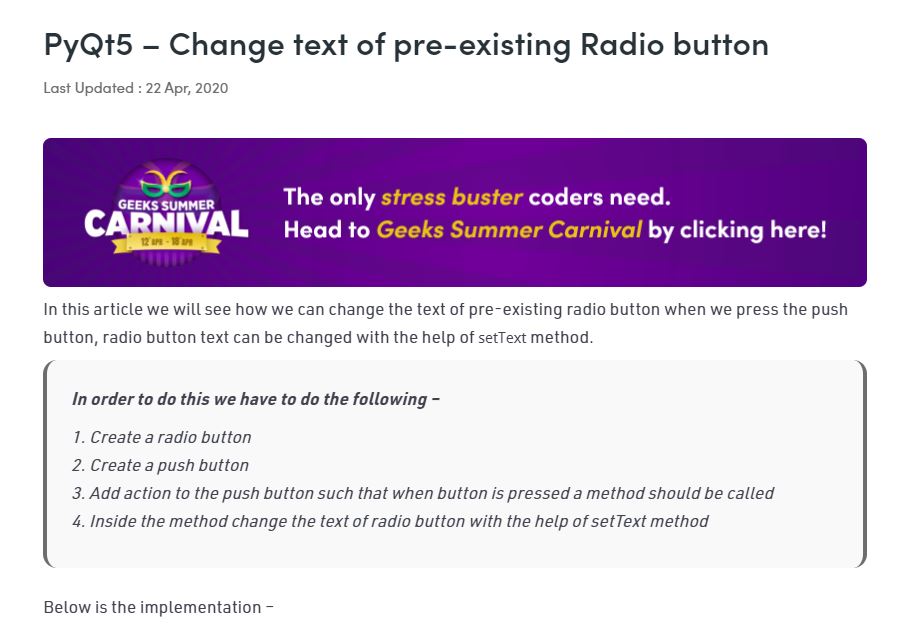 PyQt5 – Change text of pre-existing Radio button
Last Updated : 22 Apr, 2020
GEEKS SUMMER
CARNIVAL
12 APR - 18 APR
The only stress buster coders need.
Head to Geeks Summer Carnival by clicking here!
In this article we will see how we can change the text of pre-existing radio button when we press the push
button, radio button text can be changed with the help of setText method.
In order to do this we have to do the following –
1. Create a radio button
2. Create a push button
3. Add action to the push button such that when button is pressed a method should be called
4. Inside the method change the text of radio button with the help of setText method
Below is the implementation –